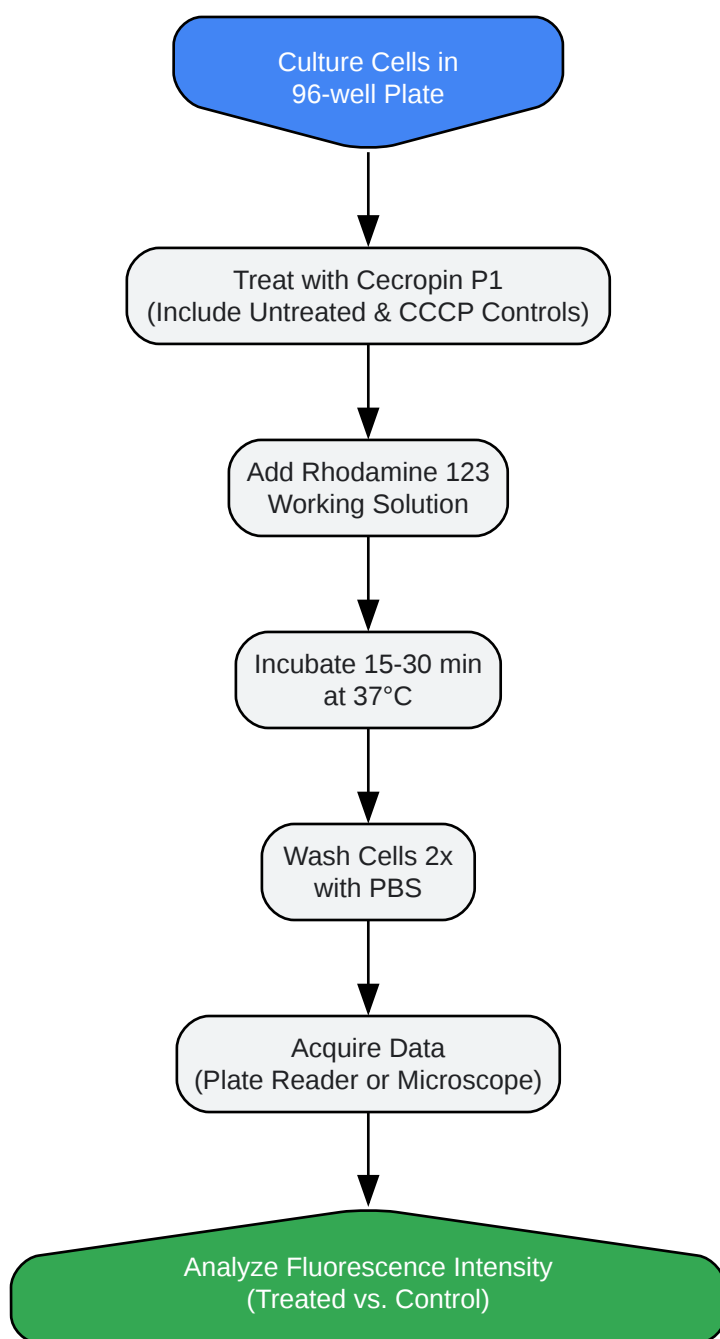 Culture Cells in
96-well Plate
Treat with Cecropin P1
(Include Untreated & CCCP Controls)
Add Rhodamine 123
Working Solution
Incubate 15-30 min
at 37°C
Wash Cells 2x
with PBS
Acquire Data
(Plate Reader or Microscope)
Analyze Fluorescence Intensity
(Treated vs. Control)